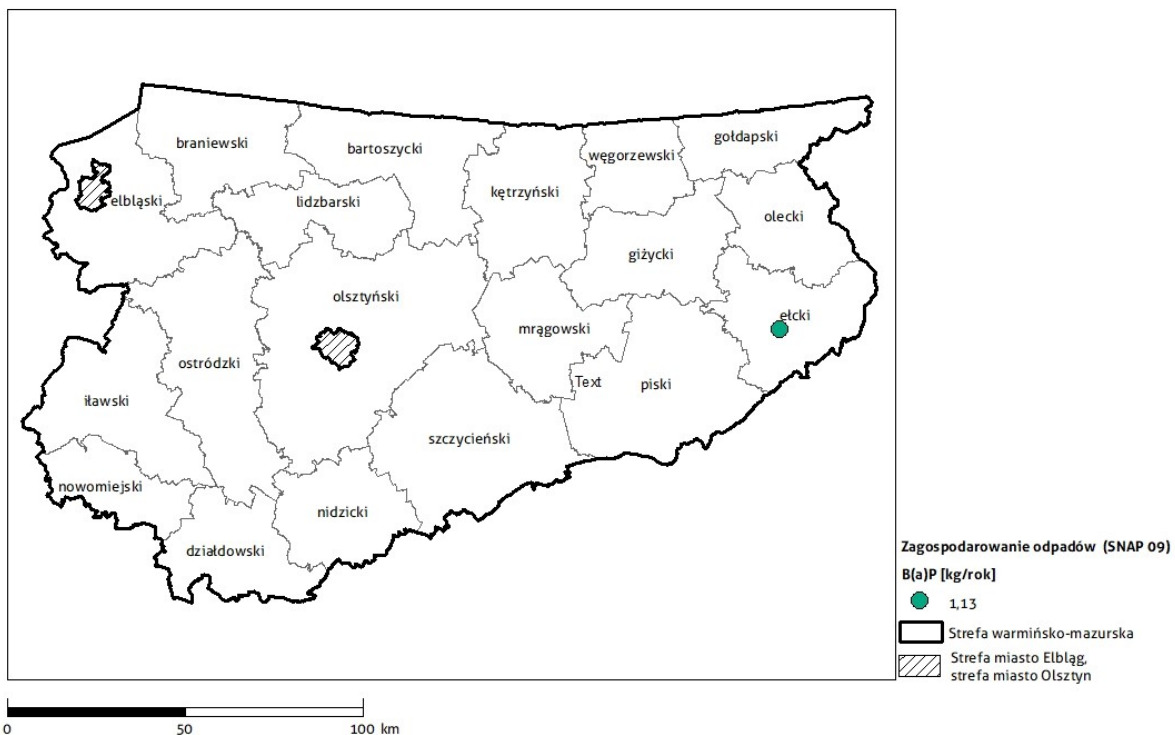 gołdapski
braniewski
bartoszycki
węgorzewski
kętrzyński
elbląski
lidzbarski
olecki
giżycki
olsztyński
ełcki
mrągowski
ostródzki
Text
piski
iławski
szczycieński
nowomiejski
nidzicki
działdowski
Zagospodarowanie odpadów (SNAP 09)
B(a)P [kg/rok]
1,13
Strefa warmińsko-mazurska
Strefa miasto Elbląg,
strefa miasto Olsztyn
0 50 100 km